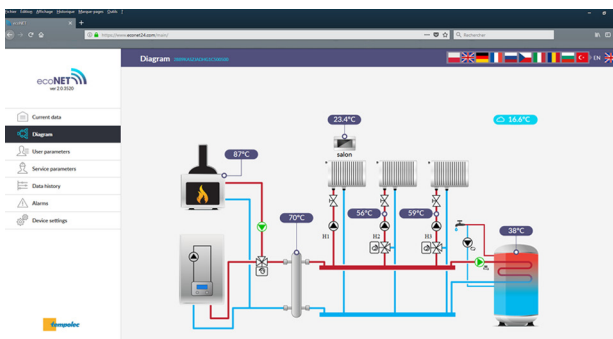 Fichier Édition Affichage Historique Marque-pages Outils ?
econet
https://www.econet24.com/main/
Rechercher
ecoNET
ver 2.0.3520
Diagram
EN
Current data
Diagram
User parameters
Service parameters
Data history
Alarms
Device settings
tempolec
23.4°C
16.6°C
salon
87°C
70°C
56°C
59°C
38°C
H1
H2
H3